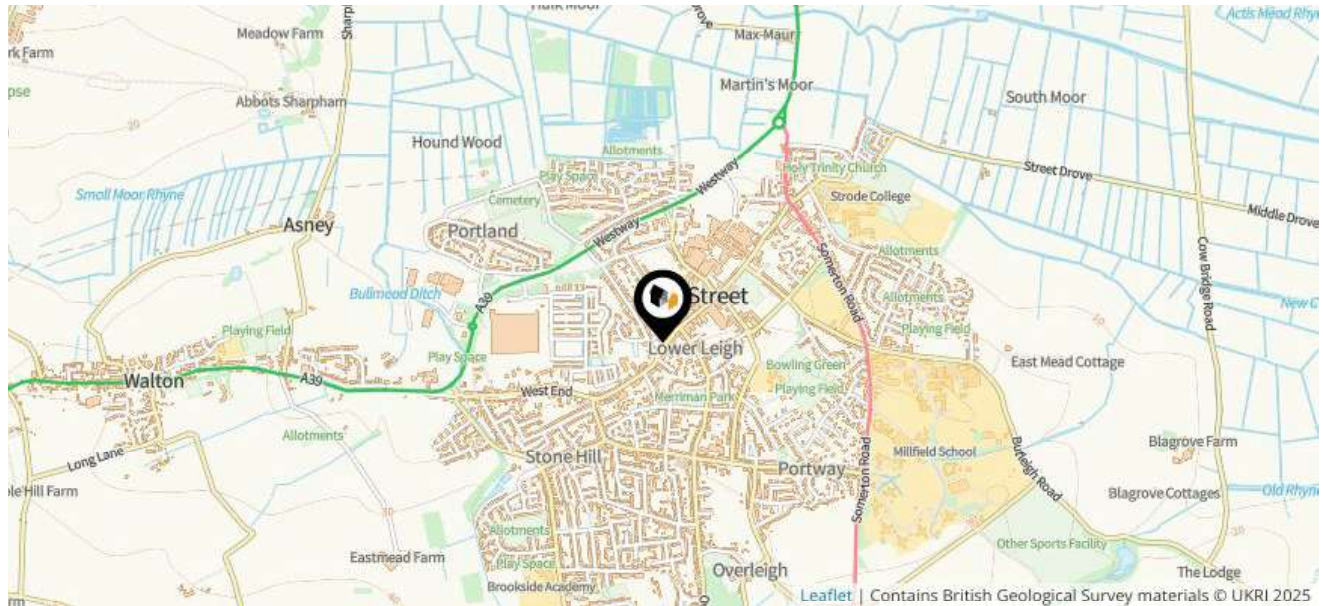 Hulk Moor
Actis Mead Rhyne
Meadow Farm
Max-Maur
rk Farm
Martin's Moor
South Moor
Abbots Sharpham
Hound Wood
Allotments
Westway
Holy Trinity Church
Street Drove
Play Space
Strode College
Small Moor Rhyne
Cemetery
Middle Drove
Asney
Portland
Westway
Allotments
Somerton Road
Cow Bridge Road
Bullmead Ditch
A39
Street
Allotments
New C
Playing Field
Playing Field
Lower Leigh
Play Space
Bowling Green
East Mead Cottage
Walton
A39
West End
Merriman Park
Playing Field
Allotments
Blagrove Farm
Long Lane
Stone Hill
Portway
Millfield School
Butleigh Road
Somerton Road
ole Hill Farm
Blagrove Cottages
Old Rhyne
20
10
30
40
30
Allotments
Eastmead Farm
Other Sports Facility
Play Space
Overleigh
The Lodge
Brookside Academy
Leaflet | Contains British Geological Survey materials © UKRI 2025